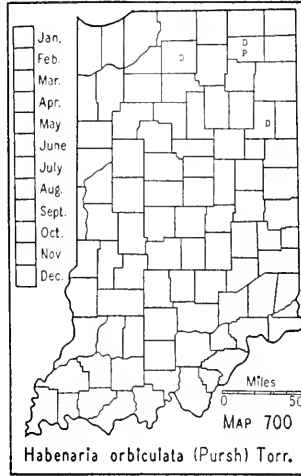 Jan.
Feb.
Mar.
Apr.
May
June
July
Aug.
Sept.
Oct.
Nov
Dec.
D
D
P
D
Miles
0 50
MAP 700
Habenaria orbiculata (Pursh) Torr.